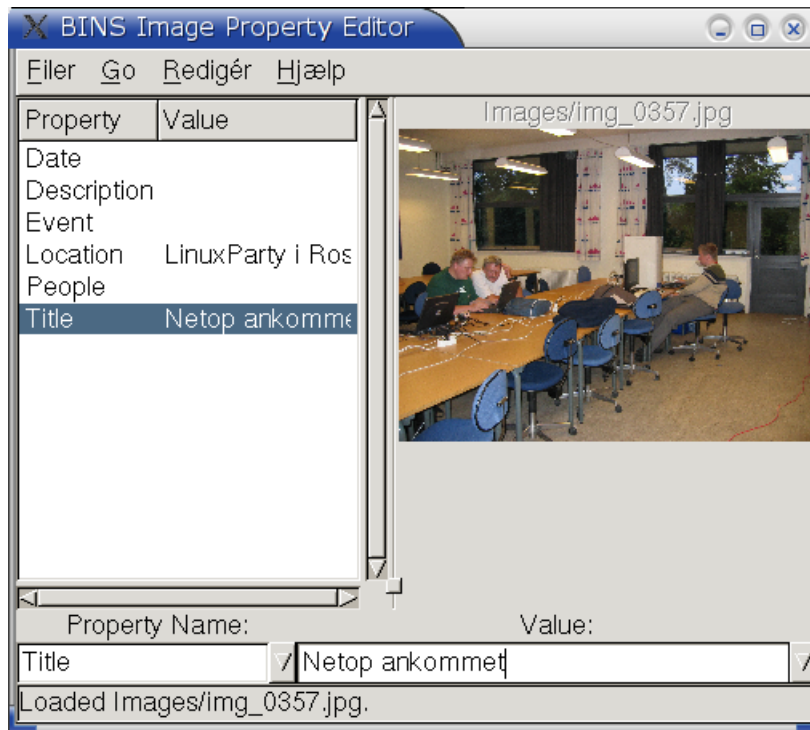 BINS Image Property Editor
Filer Go Redigér Hjælp
Property Value
Images/img_0357.jpg
Date
Description
Event
Location LinuxParty i Ros
People
Title Netop ankomme
Property Name: Value:
Title Netop ankommet
Loaded Images/img_0357.jpg.